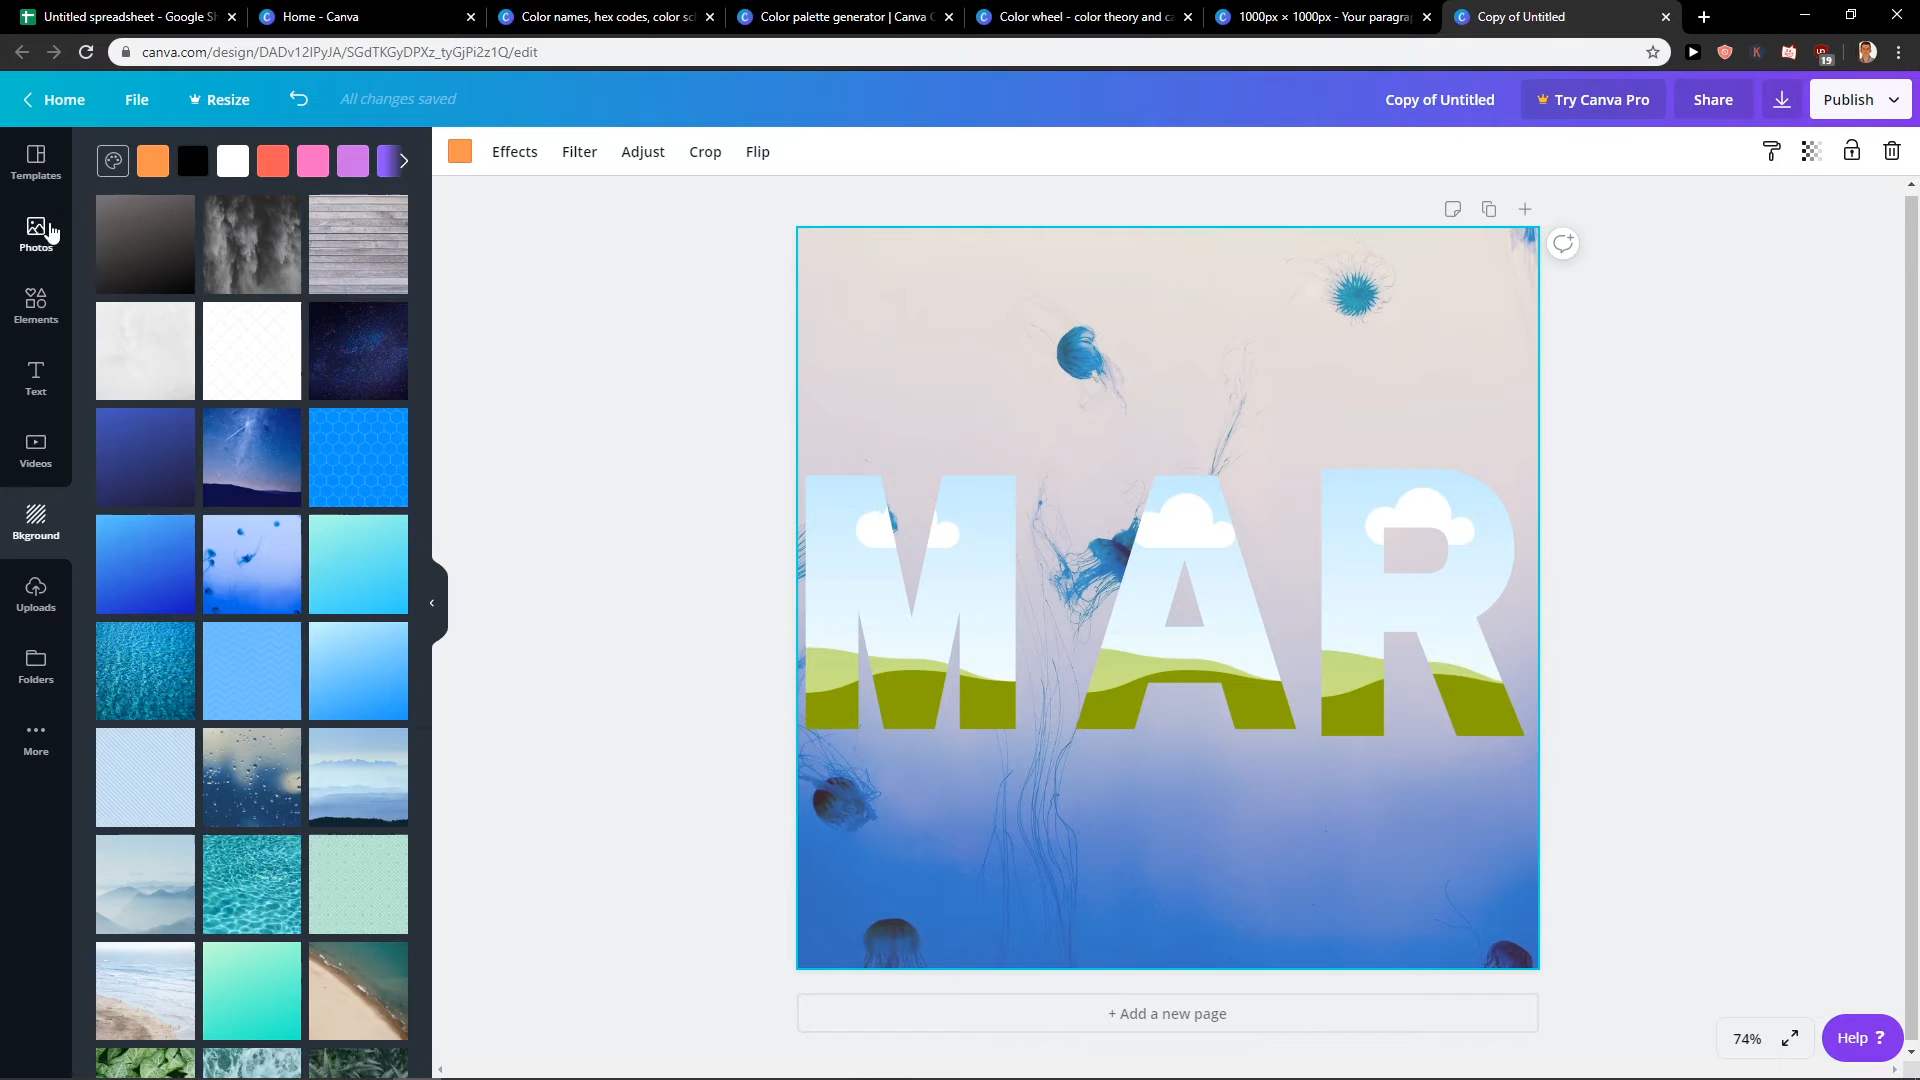 Untitled spreadsheet - Google Sh
Home - Canva
Color names, hex codes, color sc
Color palette generator | Canva C
Color wheel - color theory and ca
1000px × 1000px - Your paragra
Copy of Untitled
canva.com/design/DADv12IPyJA/SGdTKGyDPXz_tyGjPi2z1Q/edit
19
Home
File
Resize
All changes saved
Copy of Untitled
Try Canva Pro
Share
Publish
Templates
Photos
Elements
Text
Videos
Bkground
Uploads
Folders
More
Effects
Filter
Adjust
Crop
Flip
MAR
+ Add a new page
74%
Help ?